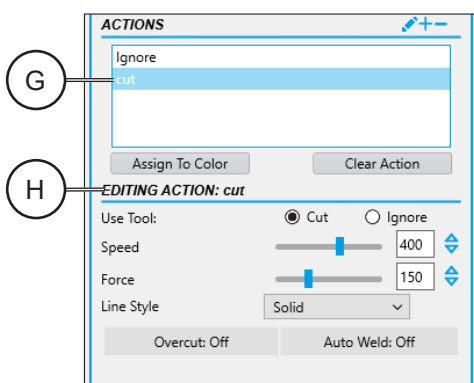 ACTIONS
Ignore
G
cut
Assign To Color Clear Action
H
EDITING ACTION: cut
Use Tool: Cut Ignore
Speed 400
Force 150
Line Style Solid
Overcut: Off Auto Weld: Off